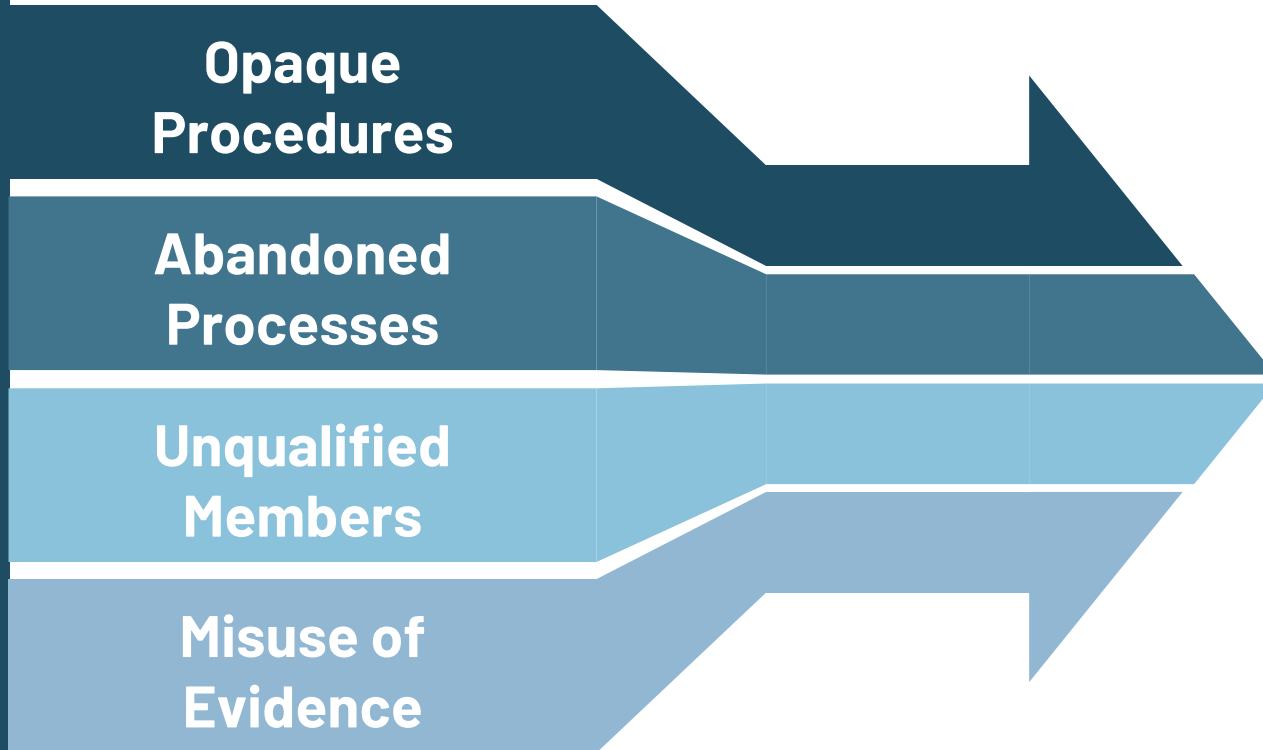 Opaque
Procedures
Abandoned
Processes
Unqualified
Members
Misuse of
Evidence